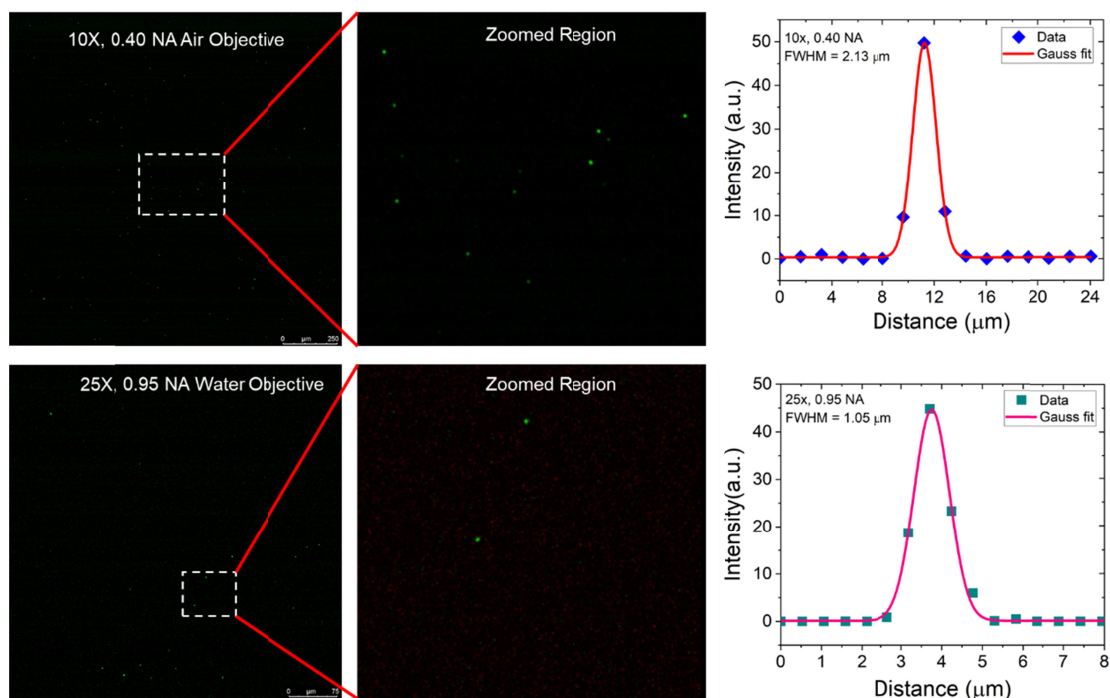 10X, 0.40 NA Air Objective
μm 250
Zoomed Region
10x, 0.40 NA
FWHM = 2.13 μm
Data
Gauss fit
Intensity (a.u.)
50
40
30
20
10
0
0 4 8 12 16 20 24
Distance (μm)
25X, 0.95 NA Water Objective
0 μm 75
Zoomed Region
25x, 0.95 NA
FWHM = 1.05 μm
Data
Gauss fit
Intensity(a.u.)
50
40
30
20
10
0
0 1 2 3 4 5 6 7 8
Distance (μm)